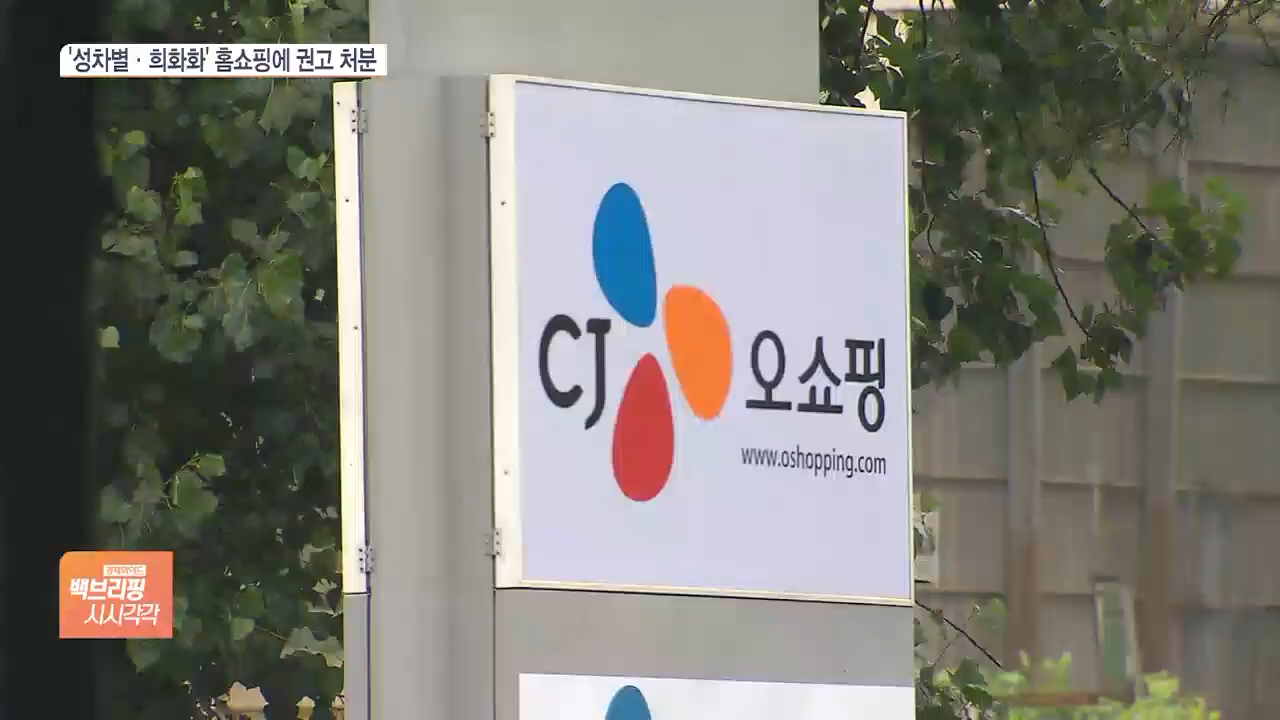 '성차별·희화화' 홈쇼핑에 권고 처분
CJ 오쇼핑
www.oshopping.com
경제와이드
백브리핑
시시각각